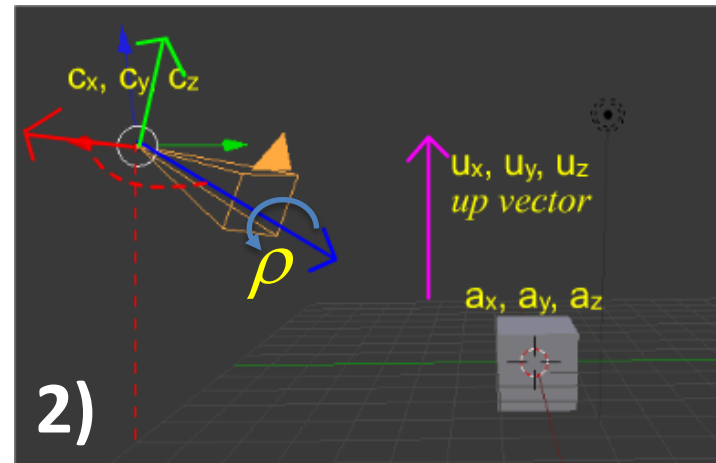 cx, cy, cz
ux, uy, uz
up vector
ρ
ax, ay, az
2)